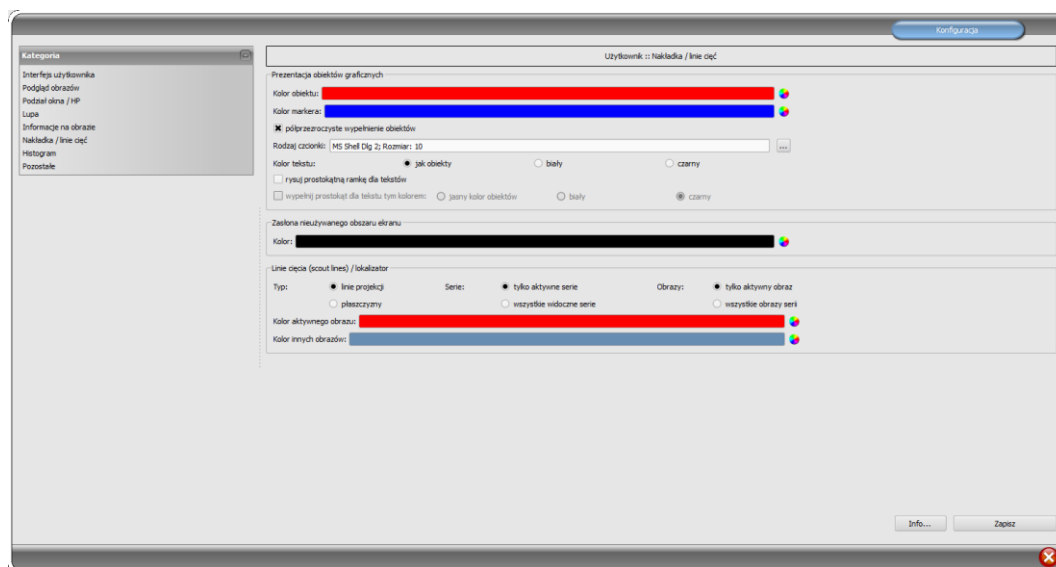 Konfiguracja
Kategoria
Interfejs użytkownika
Podgląd obrazów
Podział okna / HP
Lupa
Informacje na obrazie
Nakładka / linie cięć
Histogram
Pozostałe
Użytkownik :: Nakładka / linie cięć
Prezentacja obiektów graficznych
Kolor obiektu:
Kolor markera:
półprzezroczyste wypełnienie obiektów
Rodzaj czcionki: MS Shell Dlg 2; Rozmiar: 10 ...
Kolor tekstu: jak obiekty biały czarny
rysuj prostokątną ramkę dla tekstów
wypełnij prostokąt dla tekstu tym kolorem: jasny kolor obiektów biały czarny
Zasłona nieużywanego obszaru ekranu
Kolor:
Linie cięcia (scout lines) / lokalizator
Typ: linie projekcji Serie: tylko aktywne serie Obrazy: tylko aktywny obraz
płaszczyzny wszystkie widoczne serie wszystkie obrazy serii
Kolor aktywnego obrazu:
Kolor innych obrazów:
Info... Zapisz